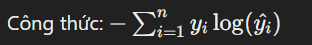 Công thức: $-\sum_{i=1}^{n} y_i \log(\hat{y}_i)$